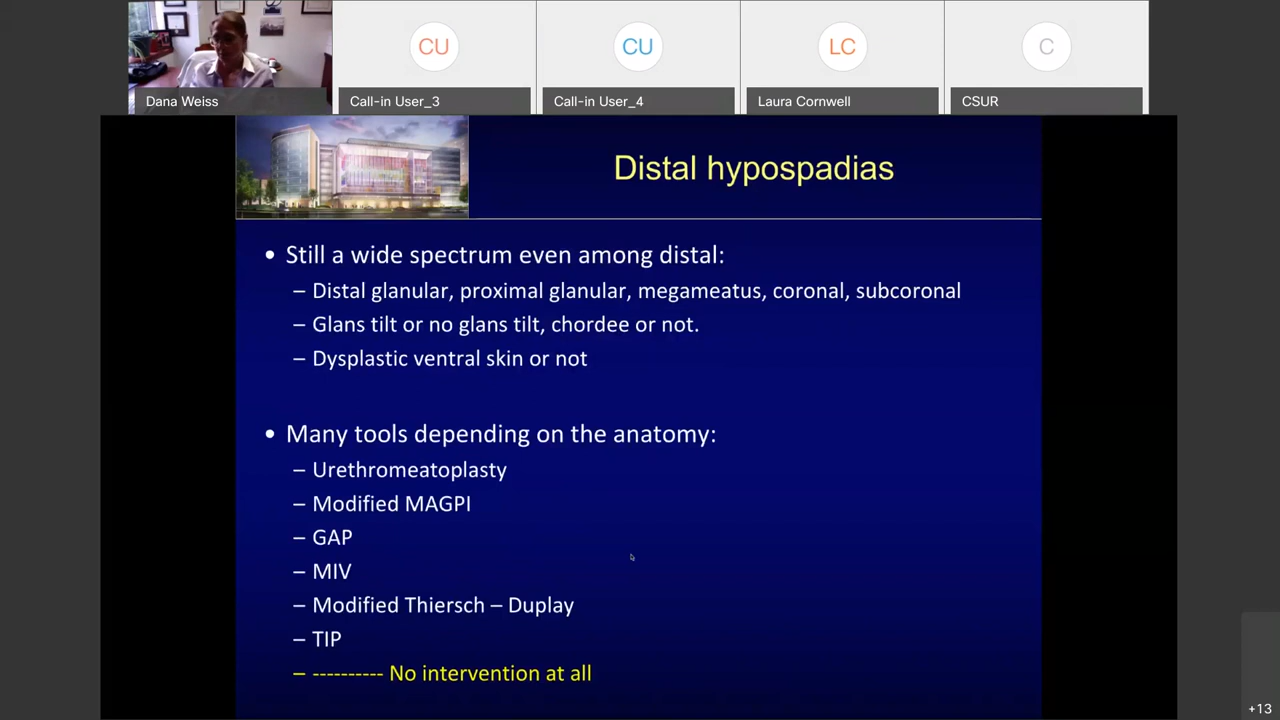 CU
CU
LC
C
Dana Weiss
Call-in User_3
Call-in User_4
Laura Cornwell
CSUR
Distal hypospadias
• Still a wide spectrum even among distal:
– Distal glanular, proximal glanular, megameatus, coronal, subcoronal
– Glans tilt or no glans tilt, chordee or not.
– Dysplastic ventral skin or not
• Many tools depending on the anatomy:
– Urethromeatoplasty
– Modified MAGPI
– GAP
– MIV
– Modified Thiersch – Duplay
– TIP
– ---------- No intervention at all
+13